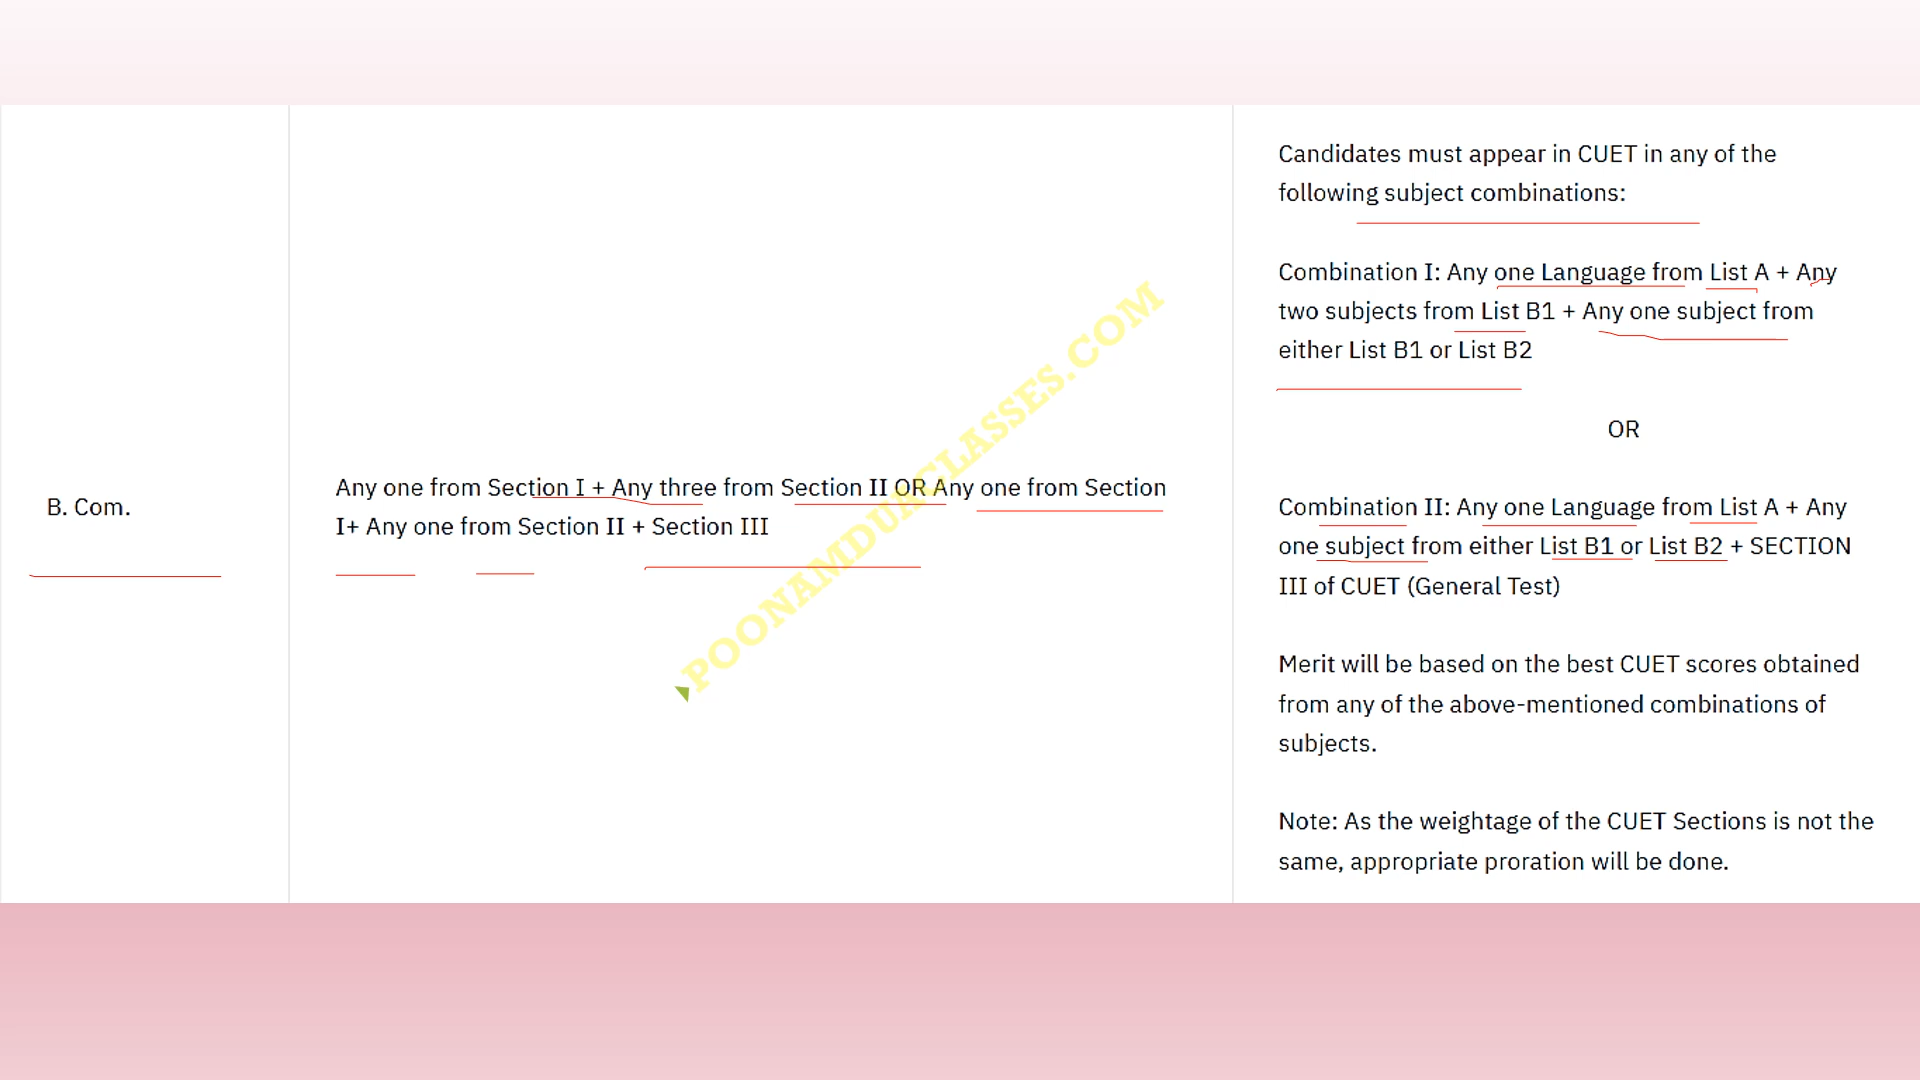 B. Com.
Any one from Section I + Any three from Section II OR Any one from Section
I+ Any one from Section II + Section III
Candidates must appear in CUET in any of the
following subject combinations:
Combination I: Any one Language from List A + Any
two subjects from List B1 + Any one subject from
either List B1 or List B2
OR
Combination II: Any one Language from List A + Any
one subject from either List B1 or List B2 + SECTION
III of CUET (General Test)
Merit will be based on the best CUET scores obtained
from any of the above-mentioned combinations of
subjects.
Note: As the weightage of the CUET Sections is not the
same, appropriate proration will be done.
POONAMDUACLASSES.COM